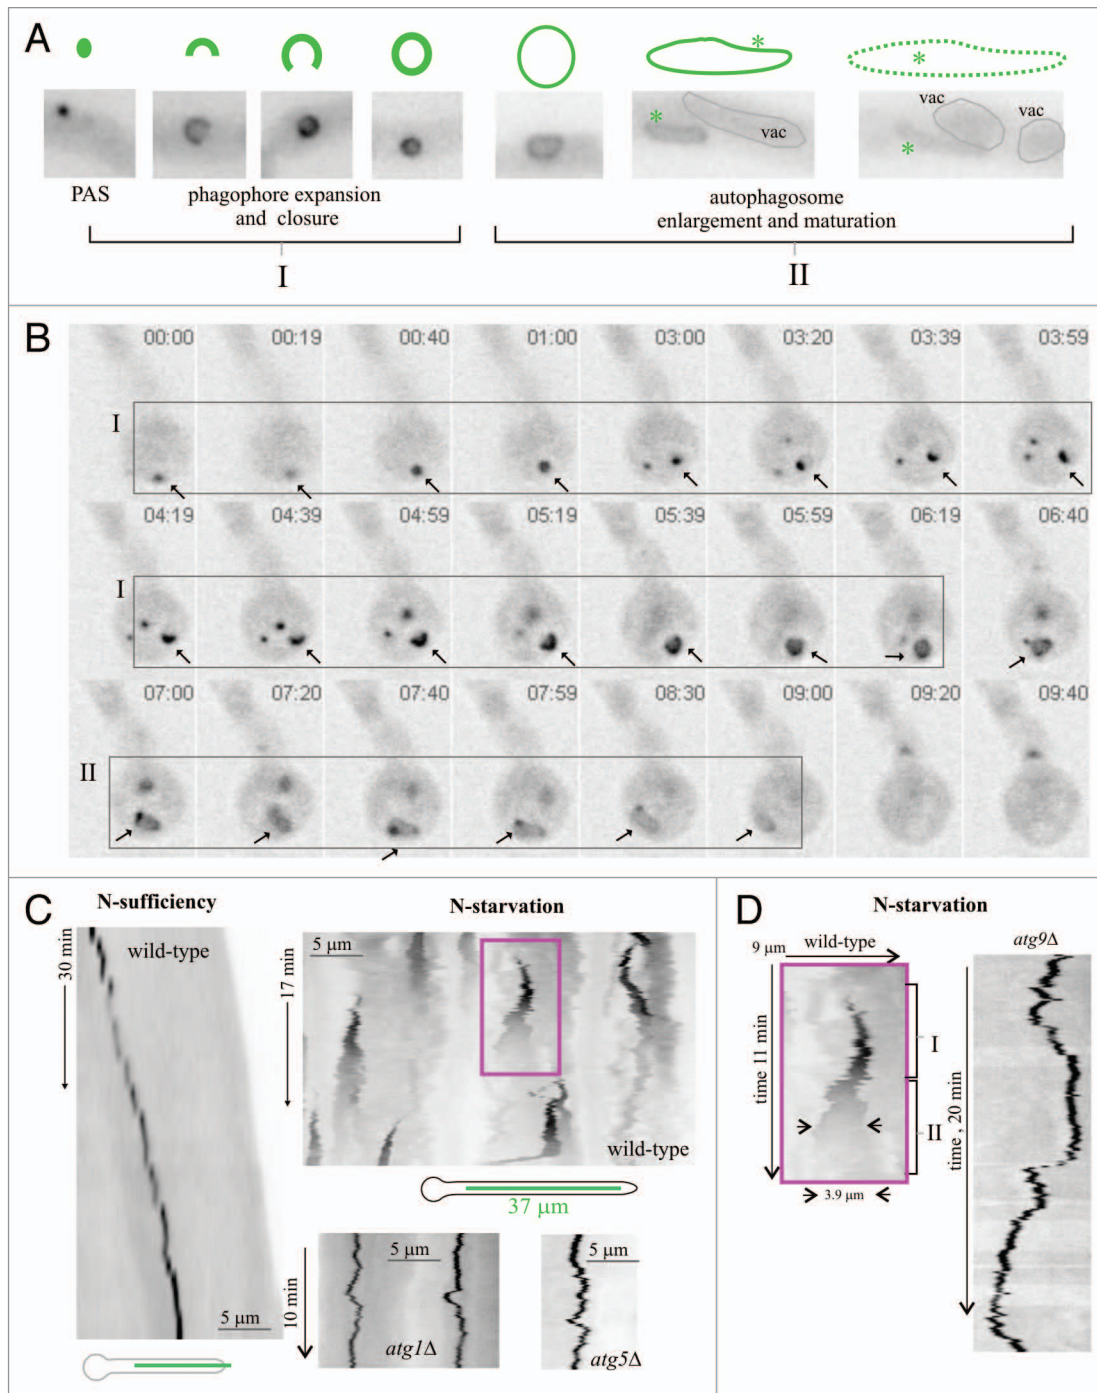 A
*
*
*
*
vac
vac
vac
PAS
phagophore expansion
and closure
autophagosome
enlargement and maturation
I
II
B
00:00 00:19 00:40 01:00 03:00 03:20 03:39 03:59
I
04:19 04:39 04:59 05:19 05:39 05:59 06:19 06:40
I
07:00 07:20 07:40 07:59 08:30 09:00 09:20 09:40
II
C
N-sufficiency
wild-type
30 min
5 μm
N-starvation
5 μm
17 min
wild-type
37 μm
10 min
5 μm
atg1Δ
5 μm
atg5Δ
D
N-starvation
9 μm
wild-type
time 11 min
I
II
3.9 μm
atg9Δ
time , 20 min